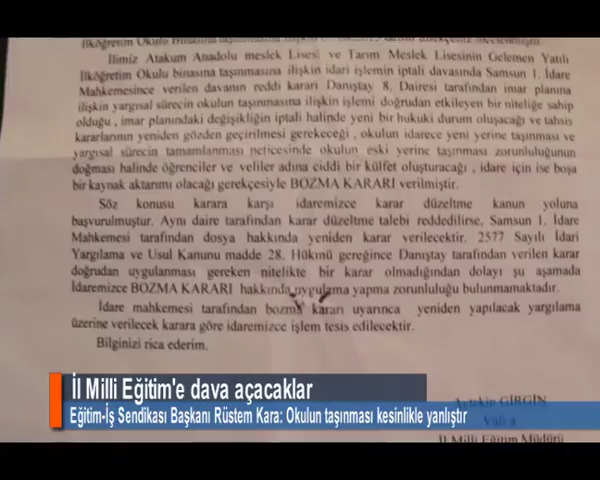 İlköğretim Okulu Binasına taşınmasına ilişkin
İlimiz Atakum Anadolu meslek Lisesi ve Tarım Meslek Lisesinin Gelemen Yatılı
İlköğretim Okulu binasına taşınmasına ilişkin idari işlemin iptali davasında Samsun 1. İdare
Mahkemesince verilen davanın reddi kararı Danıştay 8. Dairesi tarafından imar planına
ilişkin yargısal sürecin okulun taşınmasına ilişkin işlemi doğrudan etkileyen bir niteliğe sahip
olduğu , imar planındaki değişikliğin iptali halinde yeni bir hukuki durum oluşacağı ve tahsis
kararlarının yeniden gözden geçirilmesi gerekeceği , okulun idarece yeni yerine taşınması ve
yargısal sürecin tamamlanması neticesinde okulun eski yerine taşınması zorunluluğunun
doğması halinde öğrenciler ve veliler adına ciddi bir külfet oluşturacağı , idare için ise boşa
bir kaynak aktarımı olacağı gerekçesiyle BOZMA KARARI verilmiştir.
Söz konusu karara karşı idaremizce karar düzeltme kanun yoluna
başvurulmuştur. Aynı daire tarafından karar düzeltme talebi reddedilirse, Samsun 1. İdare
Mahkemesi tarafından dosya hakkında yeniden karar verilecektir. 2577 Sayılı İdari
Yargılama ve Usul Kanunu madde 28. Hükmü gereğince Danıştay tarafından verilen karar
doğrudan uygulanması gereken nitelikte bir karar olmadığından dolayı şu aşamada
İdaremizece BOZMA KARARI hakkında uygulama yapma zorunluluğu bulunmamaktadır.
İdare mahkemesi tarafından bozma kararı uyarınca yeniden yapılacak yargılama
üzerine verilecek karara göre idaremizce işlem tesis edilecektir.
Bilginizi rica ederim.
Aytekin GİRGİN
Vali a
İl Milli Eğitim Müdürü
İl Milli Eğitim'e dava açacaklar
Eğitim-İş Sendikası Başkanı Rüstem Kara: Okulun taşınması kesinlikle yanlıştır